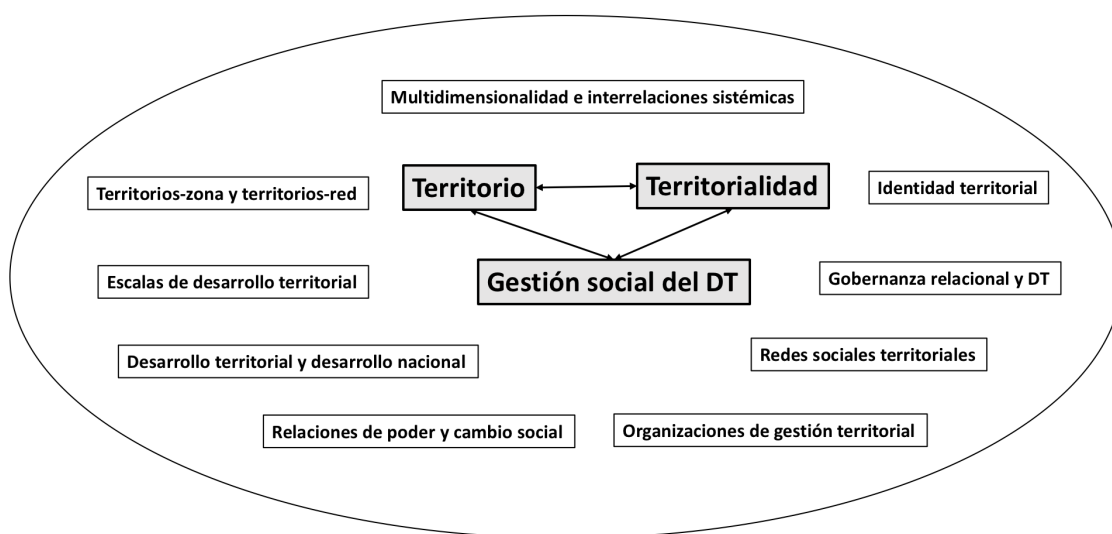 Multidimensionalidad e interrelaciones sistémicas
Territorios-zona y territorios-red
Territorio
Territorialidad
Identidad territorial
Escalas de desarrollo territorial
Gestión social del DT
Gobernanza relacional y DT
Desarrollo territorial y desarrollo nacional
Redes sociales territoriales
Relaciones de poder y cambio social
Organizaciones de gestión territorial